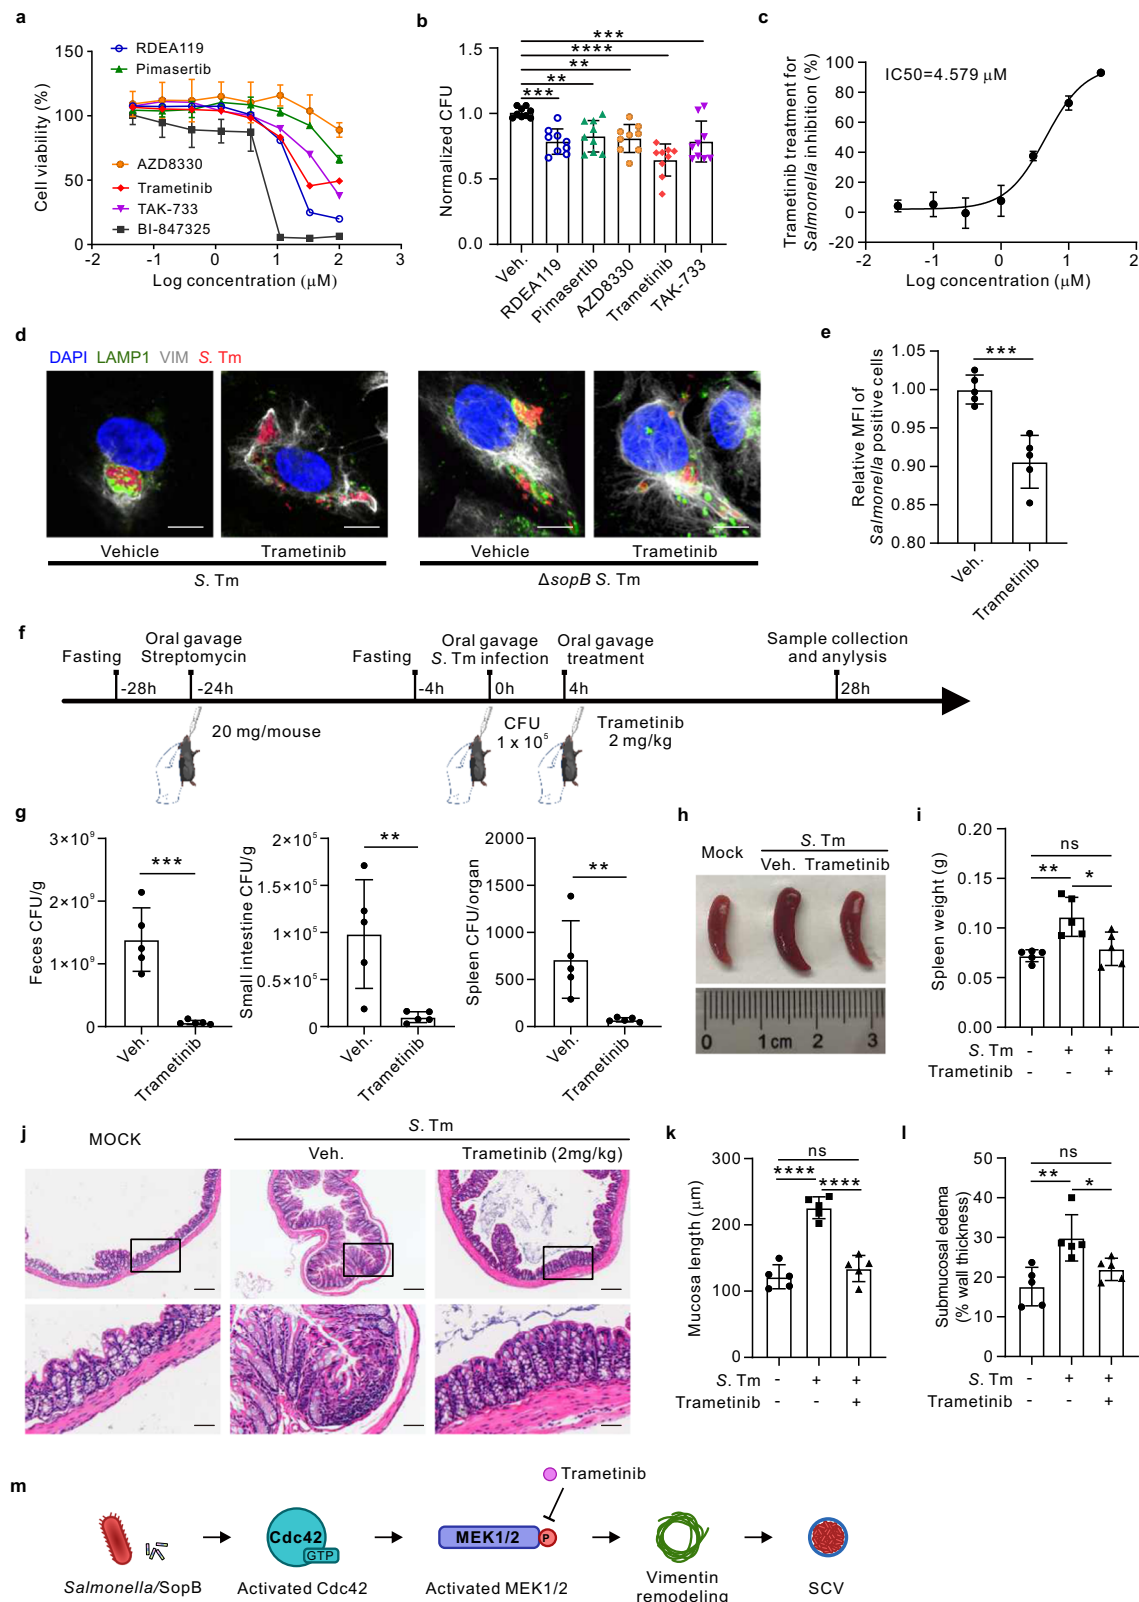 a
RDEA119
Pimasertib
AZD8330
Trametinib
TAK-733
BI-847325
Cell viability (%)
150
100
50
0
-2
-1
0
1
2
3
Log concentration (μM)
b
***
****
**
**
***
Normalized CFU
1.5
1.0
0.5
0.0
Veh.
RDEA119
Pimasertib
AZD8330
Trametinib
TAK-733
c
IC50=4.579 μM
Trametinib treatment for
Salmonella inhibition (%)
100
80
60
40
20
0
-20
-2
-1
0
1
2
Log concentration (μM)
d
DAPI LAMP1 VIM S. Tm
Vehicle
Trametinib
Vehicle
Trametinib
S. Tm
ΔsopB S. Tm
e
***
Relative MFI of
Salmonella positive cells
1.05
1.00
0.95
0.90
0.85
0.80
Veh.
Trametinib
f
Fasting
Oral gavage
Streptomycin
Fasting
Oral gavage
S. Tm infection
Oral gavage
treatment
Sample collection
and anylysis
-28h
-24h
-4h
0h
4h
28h
20 mg/mouse
CFU
1 x 10⁵
Trametinib
2 mg/kg
g
Feces CFU/g
3×10⁹
2×10⁹
1×10⁹
0
***
Veh.
Trametinib
Small intestine CFU/g
2×10⁵
1.5×10⁵
1×10⁵
0.5×10⁵
0
**
Veh.
Trametinib
Spleen CFU/organ
2000
1500
1000
500
0
**
Veh.
Trametinib
h
Mock
S. Tm
Veh. Trametinib
0 1 cm 2 3
i
Spleen weight (g)
0.20
0.15
0.10
0.05
0.00
ns
** *
S. Tm - + +
Trametinib - - +
j
MOCK
S. Tm
Veh.
Trametinib (2mg/kg)
k
Mucosa length (μm)
300
200
100
0
ns
**** ****
S. Tm - + +
Trametinib - - +
l
Submucosal edema
(% wall thickness)
50
40
30
20
10
0
ns
** *
S. Tm - + +
Trametinib - - +
m
Trametinib
Cdc42
GTP
MEK1/2
P
Salmonella/SopB
Activated Cdc42
Activated MEK1/2
Vimentin
remodeling
SCV